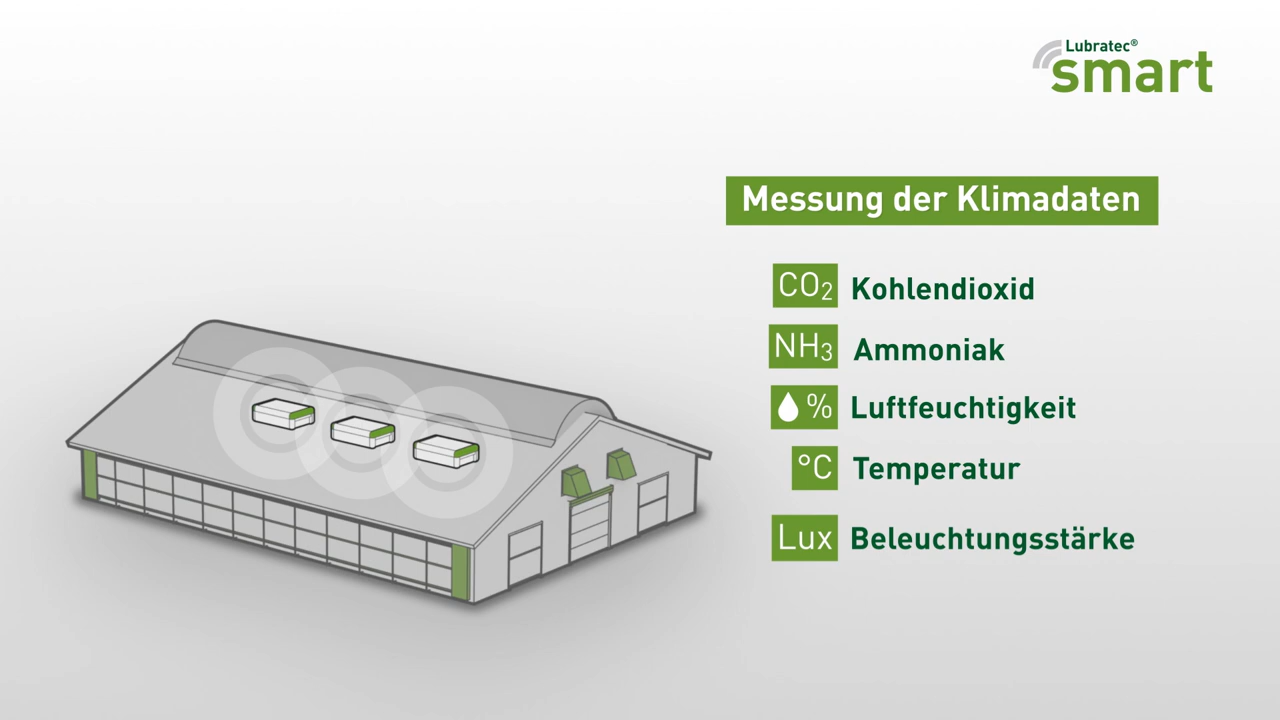 Lubratec®
smart
Messung der Klimadaten
CO₂ Kohlendioxid
NH₃ Ammoniak
% Luftfeuchtigkeit
°C Temperatur
Lux Beleuchtungsstärke